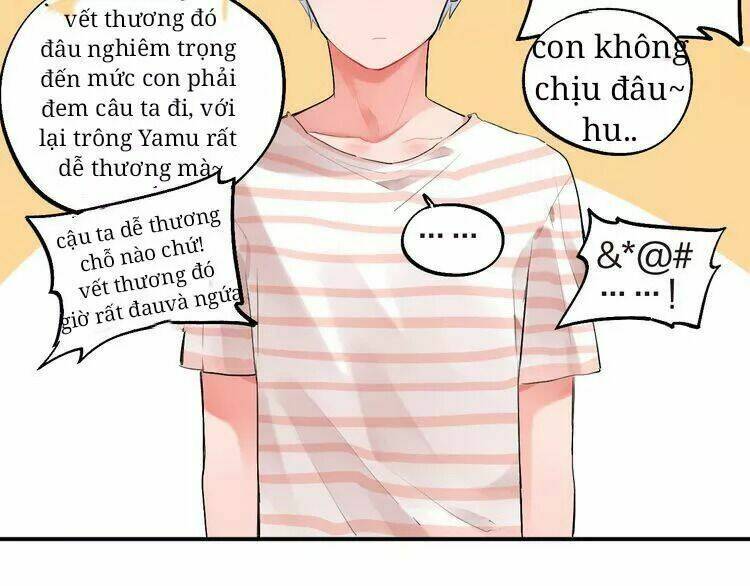 vết thương đó
đâu nghiêm trọng
đến mức con phải
đem câu ta đi, với
lại trông Yamu rất
dễ thương mà~
con không
chịu đâu~
hu..
cậu ta dễ thương
chỗ nào chứ!
vết thương đó
giờ rất đauvà ngứa
... ...
&*@#
... ...!